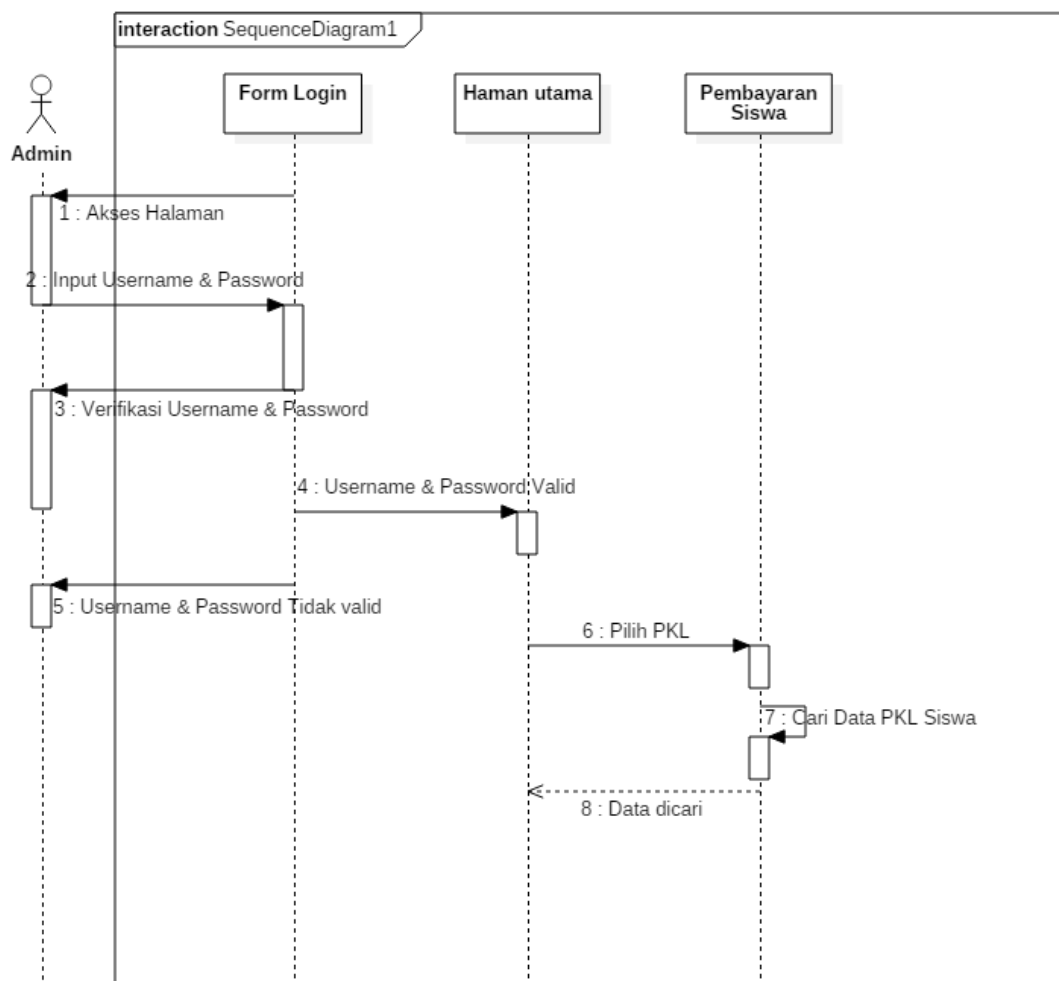 interaction SequenceDiagram1
Admin
Form Login
Haman utama
Pembayaran
Siswa
1 : Akses Halaman
2 : Input Username & Password
3 : Verifikasi Username & Password
4 : Username & Password Valid
5 : Username & Password Tidak valid
6 : Pilih PKL
7 : Cari Data PKL Siswa
8 : Data dicari